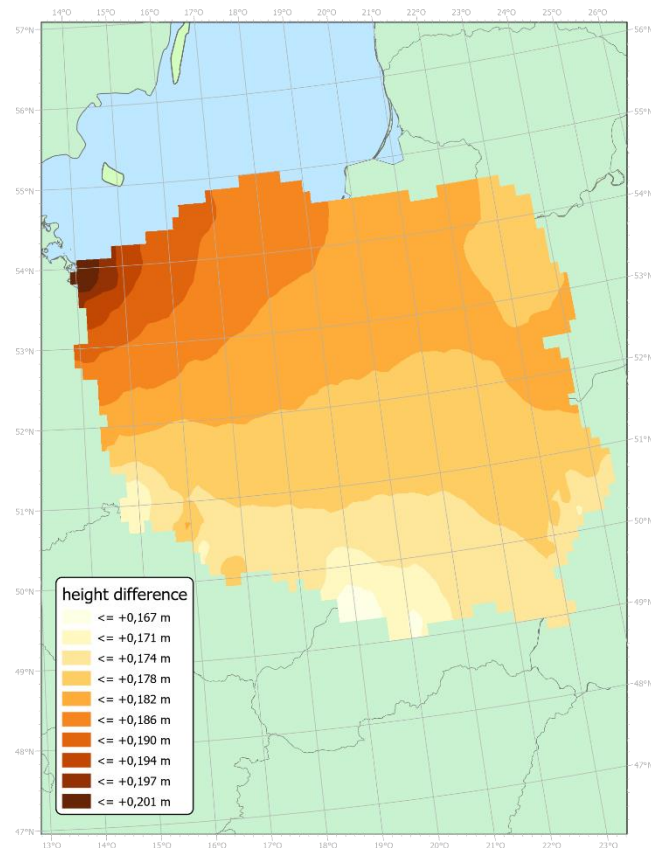 14°O 15°O 16°O 17°O 18°O 19°O 20°O 21°O 22°O 23°O 24°O 25°O 26°O
57°N
56°N
56°N
55°N
55°N
54°N
54°N
53°N
53°N
52°N
52°N
51°N
51°N
50°N
50°N
49°N
49°N
48°N
48°N
47°N
47°N
height difference
<= +0,167 m
<= +0,171 m
<= +0,174 m
<= +0,178 m
<= +0,182 m
<= +0,186 m
<= +0,190 m
<= +0,194 m
<= +0,197 m
<= +0,201 m
13°O 14°O 15°O 16°O 17°O 18°O 19°O 20°O 21°O 22°O 23°O